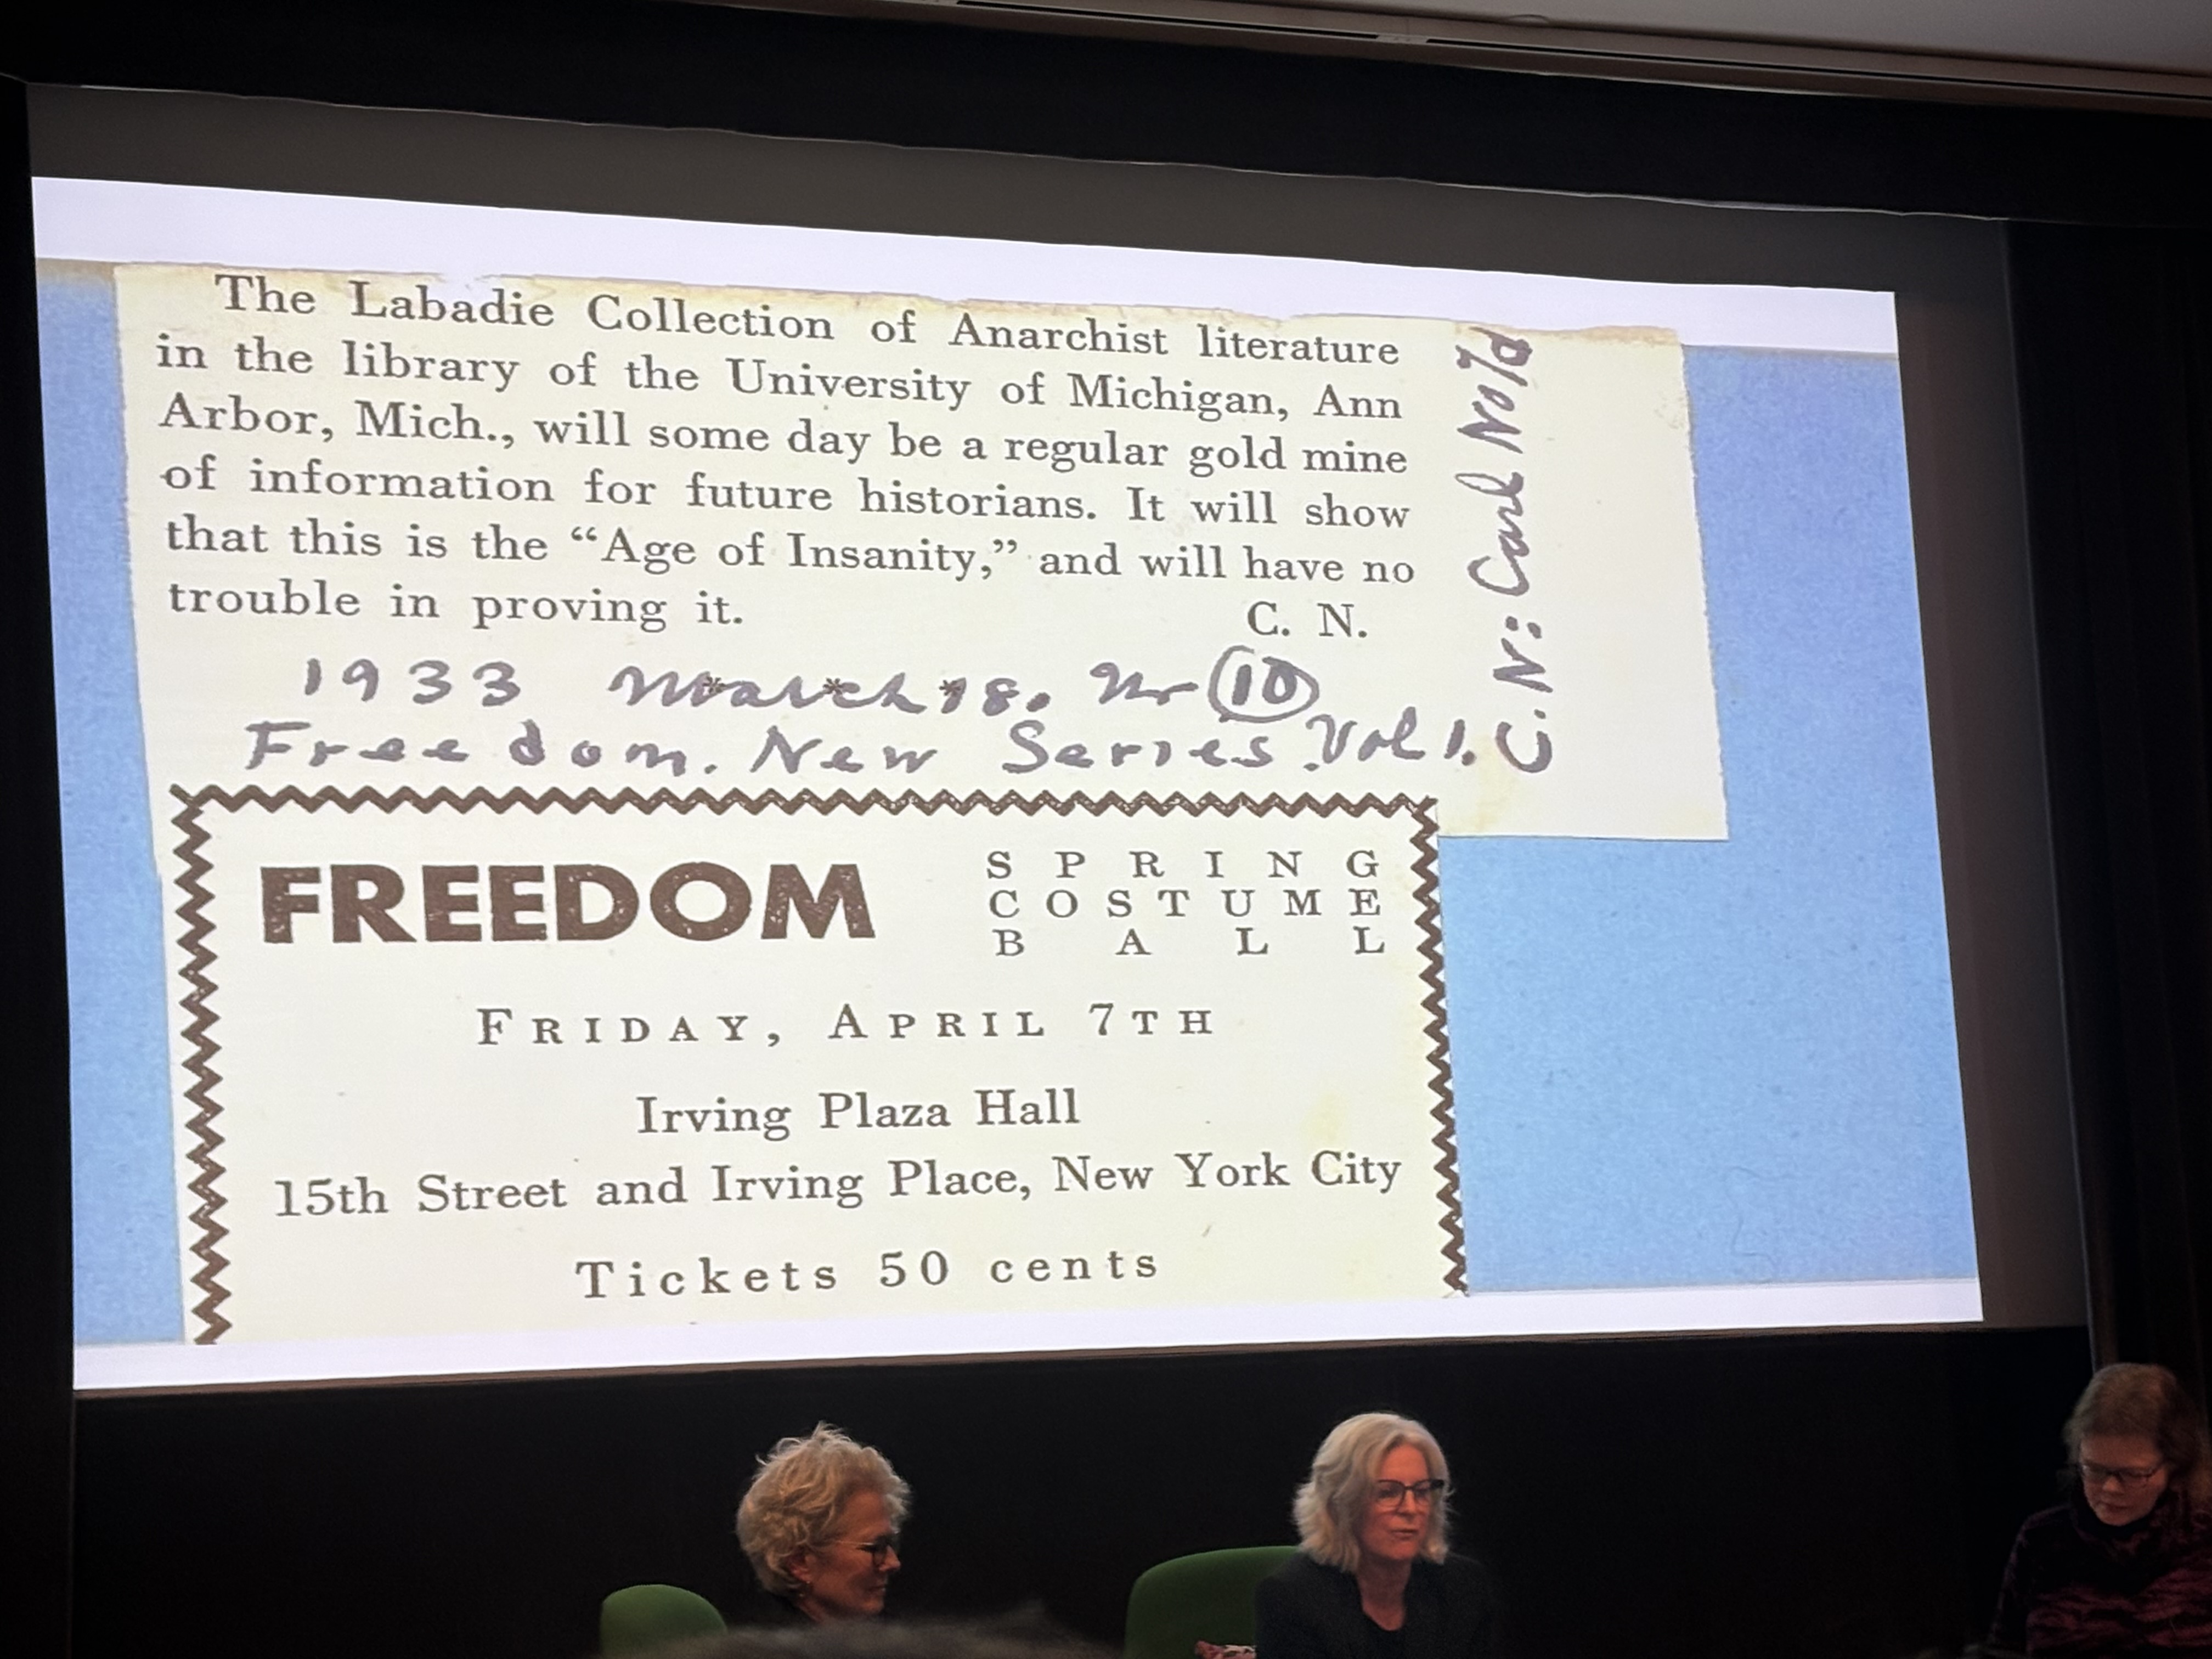 The Labadie Collection of Anarchist literature
in the library of the University of Michigan, Ann
Arbor, Mich., will some day be a regular gold mine
of information for future historians. It will show
that this is the “Age of Insanity,” and will have no
trouble in proving it. C. N.
C. N: Carl Nold
1933 March 18. Nr 10
Freedom. New Series. Vol 1.
FREEDOM
SPRING
COSTUME
BALL
FRIDAY, APRIL 7TH
Irving Plaza Hall
15th Street and Irving Place, New York City
Tickets 50 cents